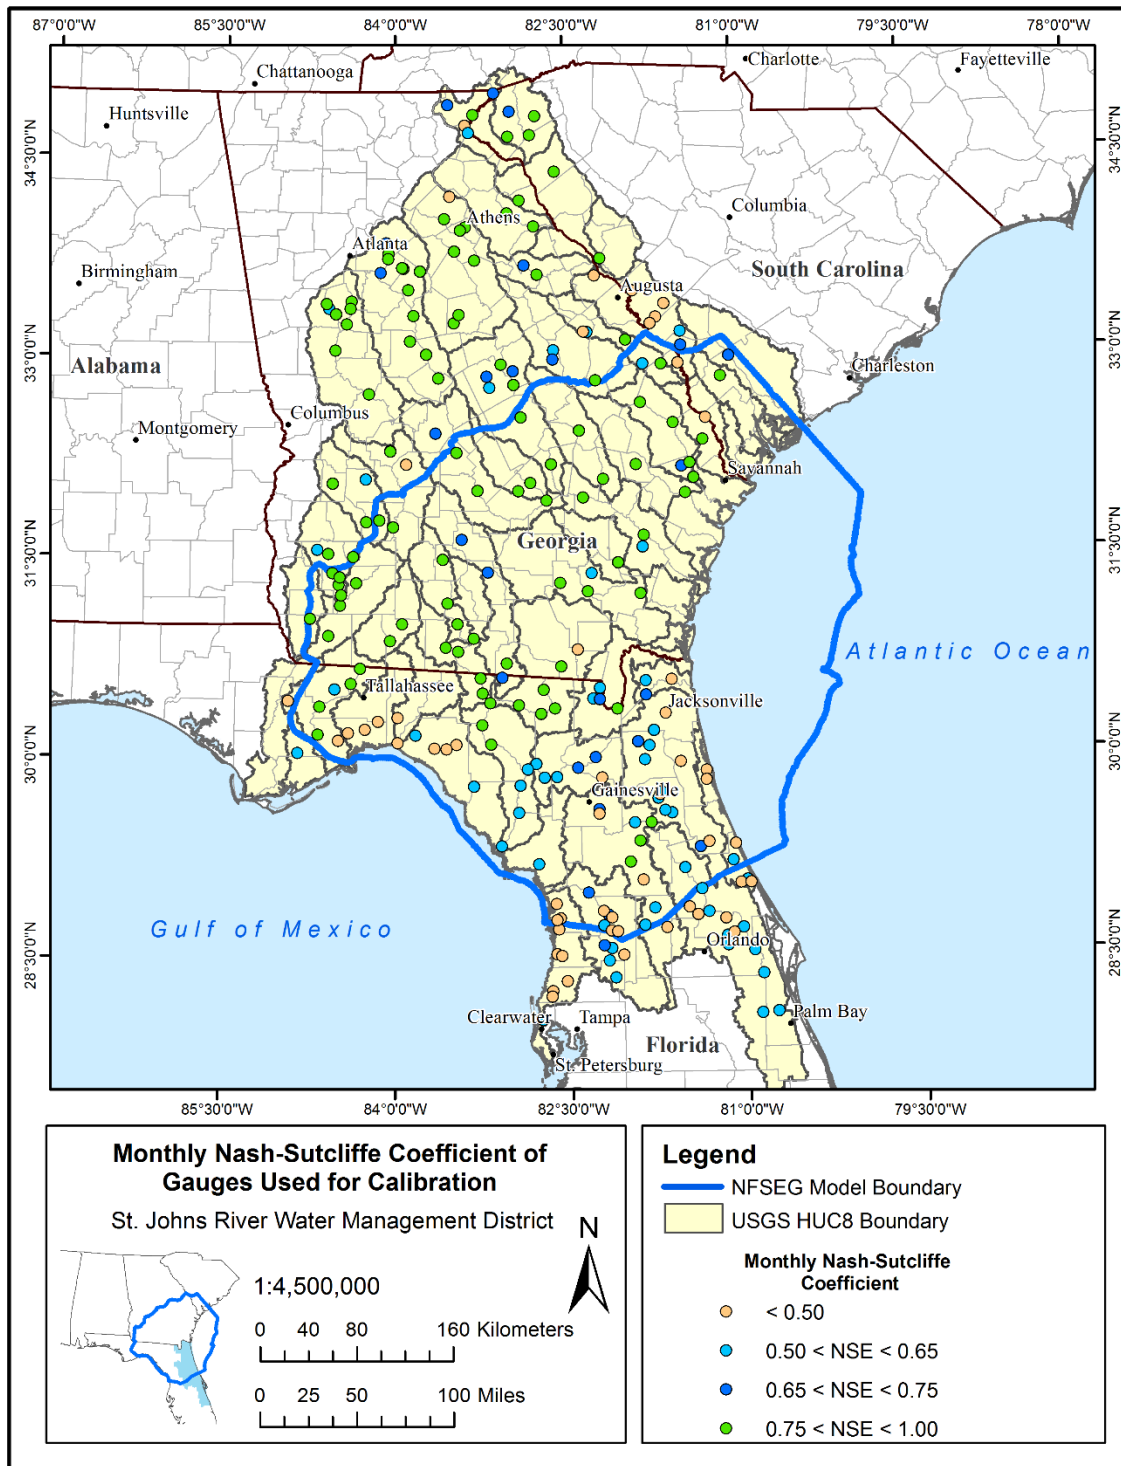 87°0'0"W 85°30'0"W 84°0'0"W 82°30'0"W 81°0'0"W 79°30'0"W 78°0'0"W
Chattanooga
Charlotte
Fayetteville
Huntsville
34°30'0"N
34°30'0"N
Columbia
Athens
Atlanta
Birmingham
South Carolina
Augusta
33°0'0"N
33°0'0"N
Alabama
Charleston
Columbus
Montgomery
Savannah
31°30'0"N
31°30'0"N
Georgia
Atlantic Ocean
Tallahassee
Jacksonville
30°0'0"N
30°0'0"N
Gainesville
Gulf of Mexico
28°30'0"N
28°30'0"N
Orlando
Clearwater
Tampa
Palm Bay
Florida
St. Petersburg
85°30'0"W 84°0'0"W 82°30'0"W 81°0'0"W 79°30'0"W
Monthly Nash-Sutcliffe Coefficient of
Gauges Used for Calibration
St. Johns River Water Management District
N
1:4,500,000
0 40 80 160 Kilometers
0 25 50 100 Miles
Legend
NFSEG Model Boundary
USGS HUC8 Boundary
Monthly Nash-Sutcliffe
Coefficient
< 0.50
0.50 < NSE < 0.65
0.65 < NSE < 0.75
0.75 < NSE < 1.00